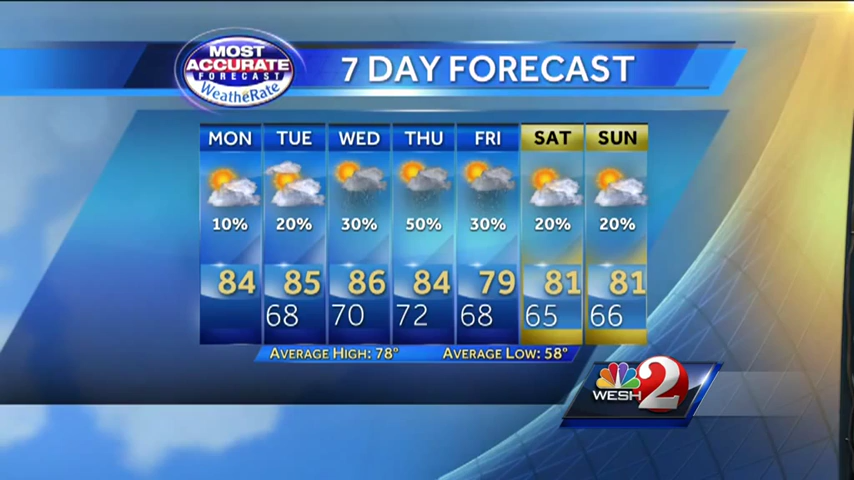 MOST
ACCURATE
FORECAST
WeatheRate
7 DAY FORECAST
MON TUE WED THU FRI SAT SUN
10% 20% 30% 50% 30% 20% 20%
84 85 86 84 79 81 81
68 70 72 68 65 66
AVERAGE HIGH: 78° AVERAGE LOW: 58°
WESH 2